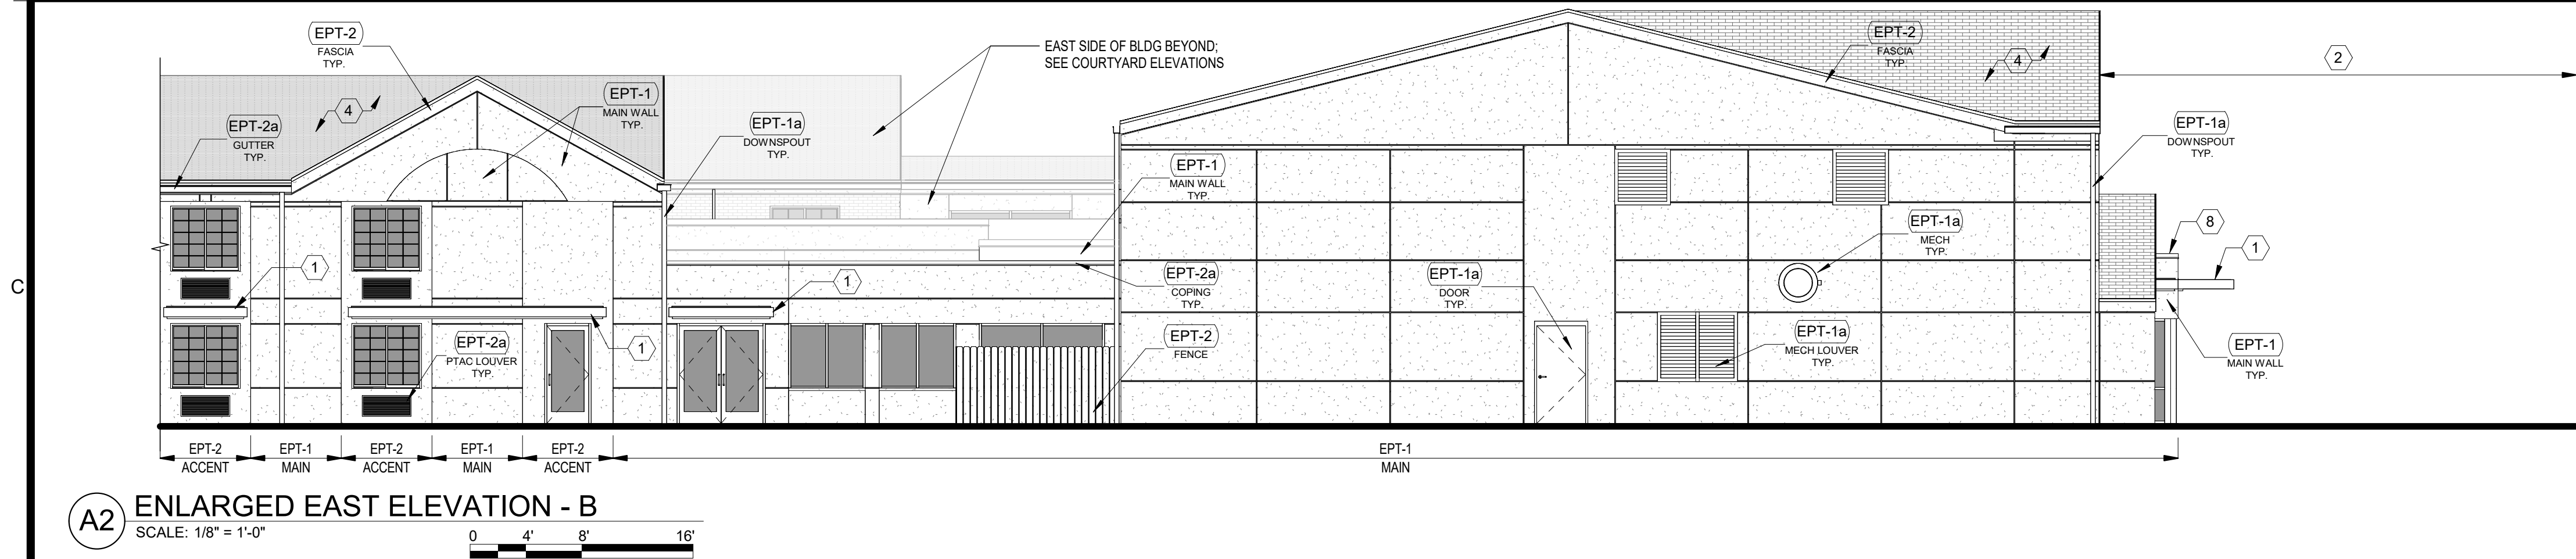 EPT-2
FASCIA
TYP.
4
EPT-1
MAIN WALL
TYP.
EPT-2a
GUTTER
TYP.
EPT-1a
DOWNSPOUT
TYP.
EAST SIDE OF BLDG BEYOND;
SEE COURTYARD ELEVATIONS
EPT-2
FASCIA
TYP.
4
2
EPT-1a
DOWNSPOUT
TYP.
EPT-1
MAIN WALL
TYP.
EPT-1a
MECH
TYP.
8
1
C
1
1
EPT-2a
COPING
TYP.
EPT-1a
DOOR
TYP.
EPT-2a
PTAC LOUVER
TYP.
1
EPT-2
FENCE
EPT-1a
MECH LOUVER
TYP.
EPT-1
MAIN WALL
TYP.
EPT-2
ACCENT
EPT-1
MAIN
EPT-2
ACCENT
EPT-1
MAIN
EPT-2
ACCENT
EPT-1
MAIN
A2
ENLARGED EAST ELEVATION - B
SCALE: 1/8" = 1'-0"
0 4' 8' 16'